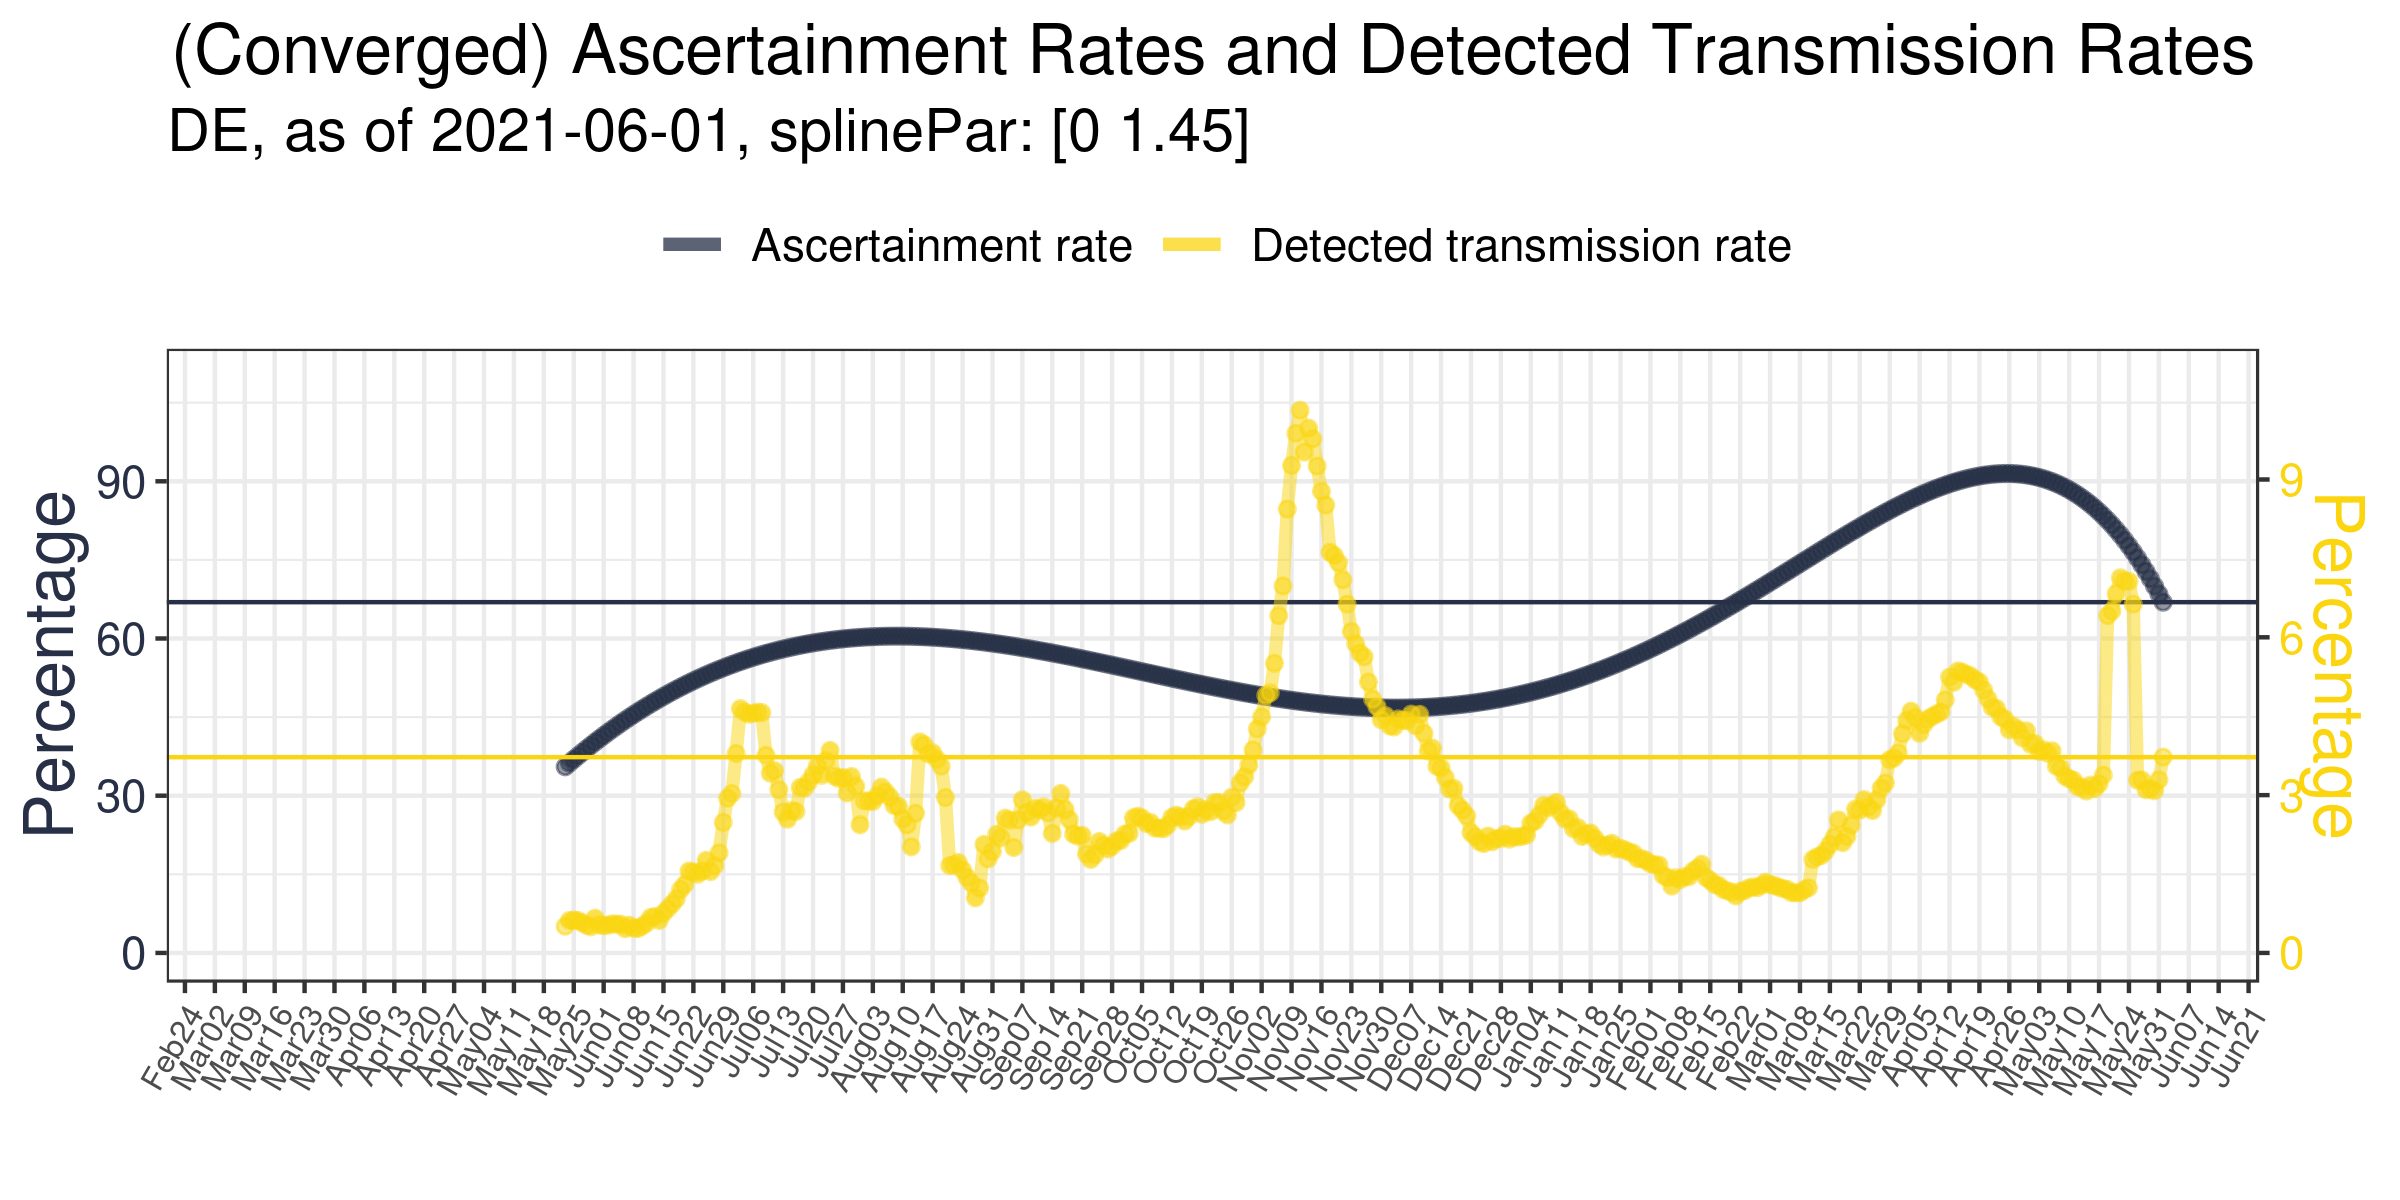 (Converged) Ascertainment Rates and Detected Transmission Rates
DE, as of 2021-06-01, splinePar: [0 1.45]
Ascertainment rate Detected transmission rate
Percentage
90
60
30
0
9
6
3
0
Percentage
Feb24 Mar02 Mar09 Mar16 Mar23 Mar30 Apr06 Apr13 Apr20 Apr27 May04 May11 May18 May25 Jun01 Jun08 Jun15 Jun22 Jun29 Jul06 Jul13 Jul20 Jul27 Aug03 Aug10 Aug17 Aug24 Aug31 Sep07 Sep14 Sep21 Sep28 Oct05 Oct12 Oct19 Oct26 Nov02 Nov09 Nov16 Nov23 Nov30 Dec07 Dec14 Dec21 Dec28 Jan04 Jan11 Jan18 Jan25 Feb01 Feb08 Feb15 Feb22 Mar01 Mar08 Mar15 Mar22 Mar29 Apr05 Apr12 Apr19 Apr26 May03 May10 May17 May24 May31 Jun07 Jun14 Jun21